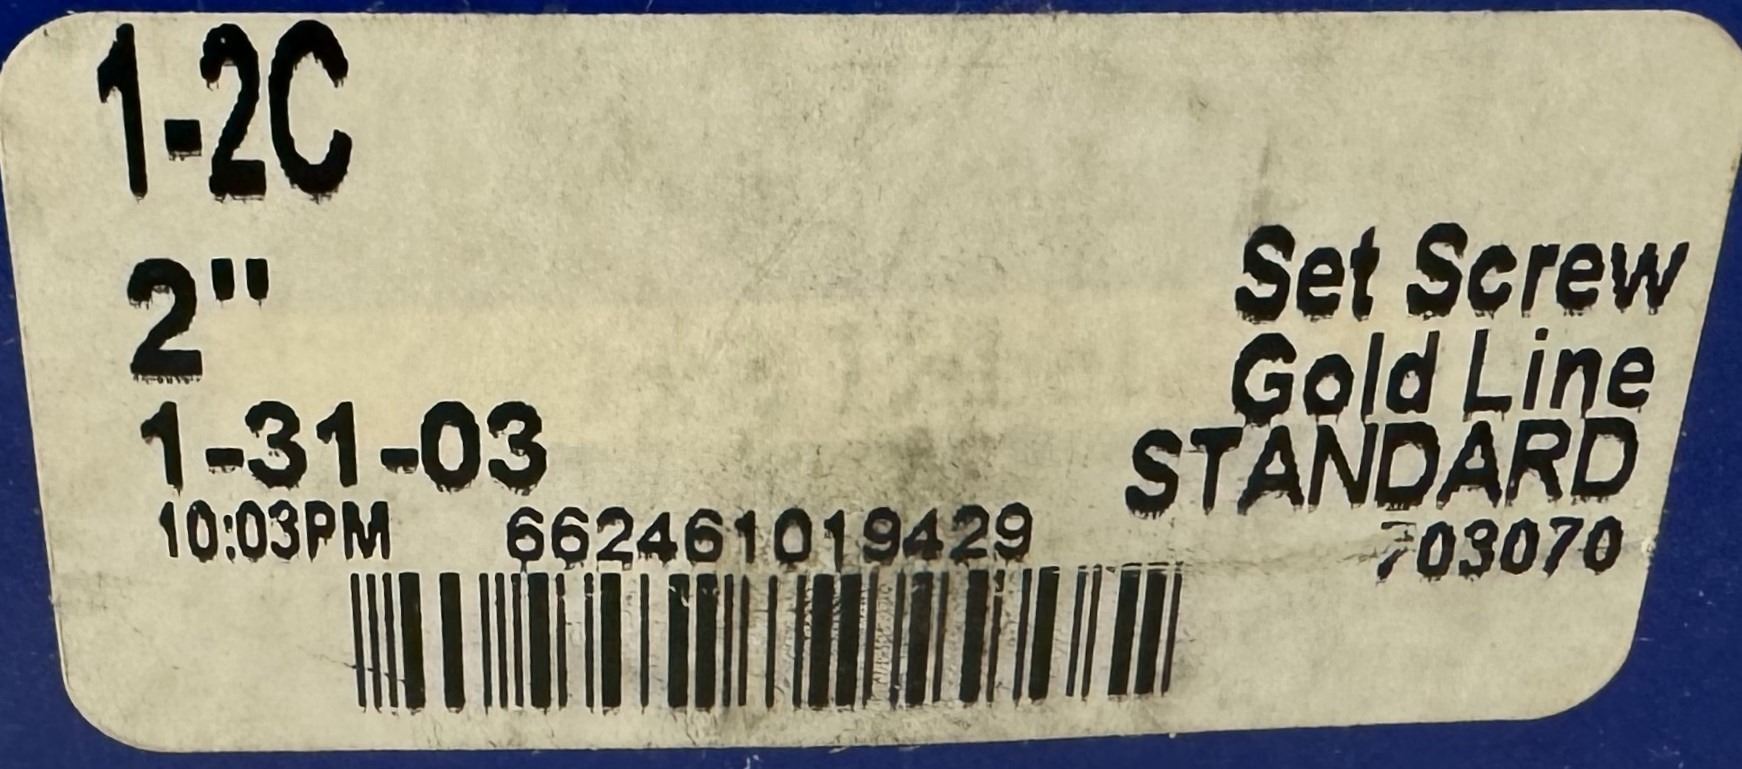 1-2C
2"
Set Screw
Gold Line
1-31-03
STANDARD
10:03PM 662461019429 703070